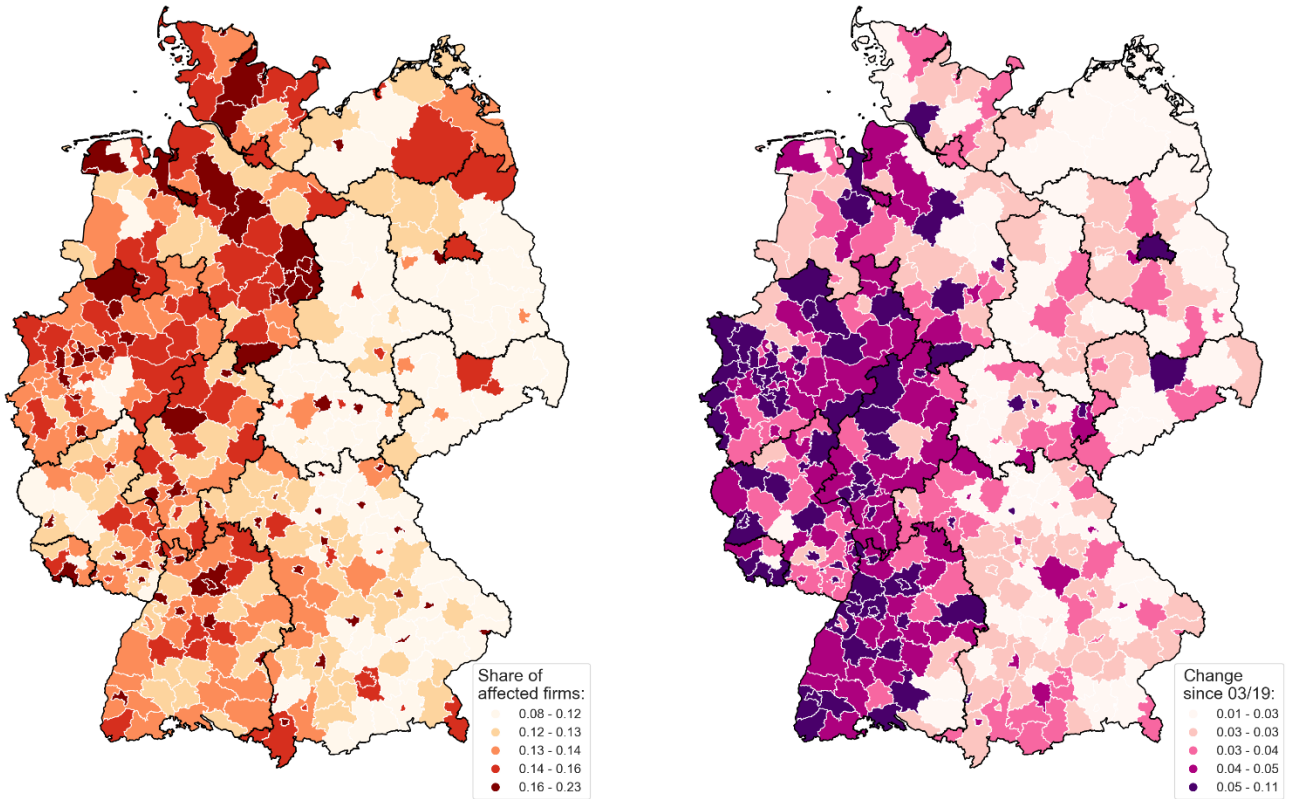 Share of
affected firms:
0.08 - 0.12
0.12 - 0.13
0.13 - 0.14
0.14 - 0.16
0.16 - 0.23
Change
since 03/19:
0.01 - 0.03
0.03 - 0.03
0.03 - 0.04
0.04 - 0.05
0.05 - 0.11